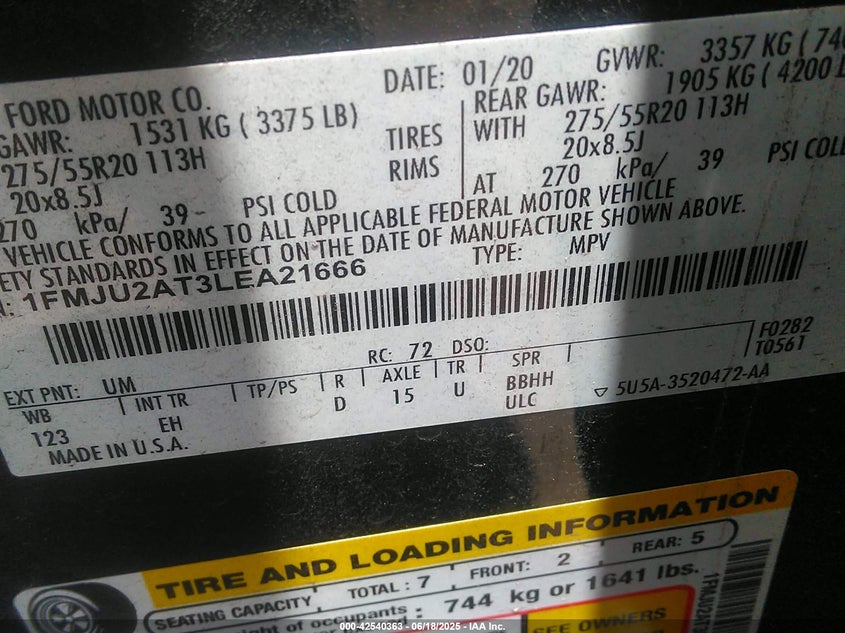 FORD MOTOR CO. DATE: 01/20 GVWR: 3357 KG ( 74
GAWR: 1531 KG ( 3375 LB) REAR GAWR: 1905 KG ( 4200 L
275/55R20 113H TIRES WITH 275/55R20 113H
20x8.5J RIMS 20x8.5J
270 kPa/ 39 PSI COLD AT 270 kPa/ 39 PSI COLD
VEHICLE CONFORMS TO ALL APPLICABLE FEDERAL MOTOR VEHICLE
ETY STANDARDS IN EFFECT ON THE DATE OF MANUFACTURE SHOWN ABOVE.
: 1FMJU2AT3LEA21666 TYPE: MPV
EXT PNT: UM RC: 72 DSO: F0282
T0561
WB INT TR TP/PS R AXLE TR SPR
123 EH D 15 U BBHH
ULC 5U5A-3520472-AA
MADE IN U.S.A.
TIRE AND LOADING INFORMATION
SEATING CAPACITY TOTAL : 7 FRONT: 2 REAR: 5
ght of occupants : 744 kg or 1641 lbs.
SEE OWNERS
000-42540363 - 06/18/2025 - IAA Inc.